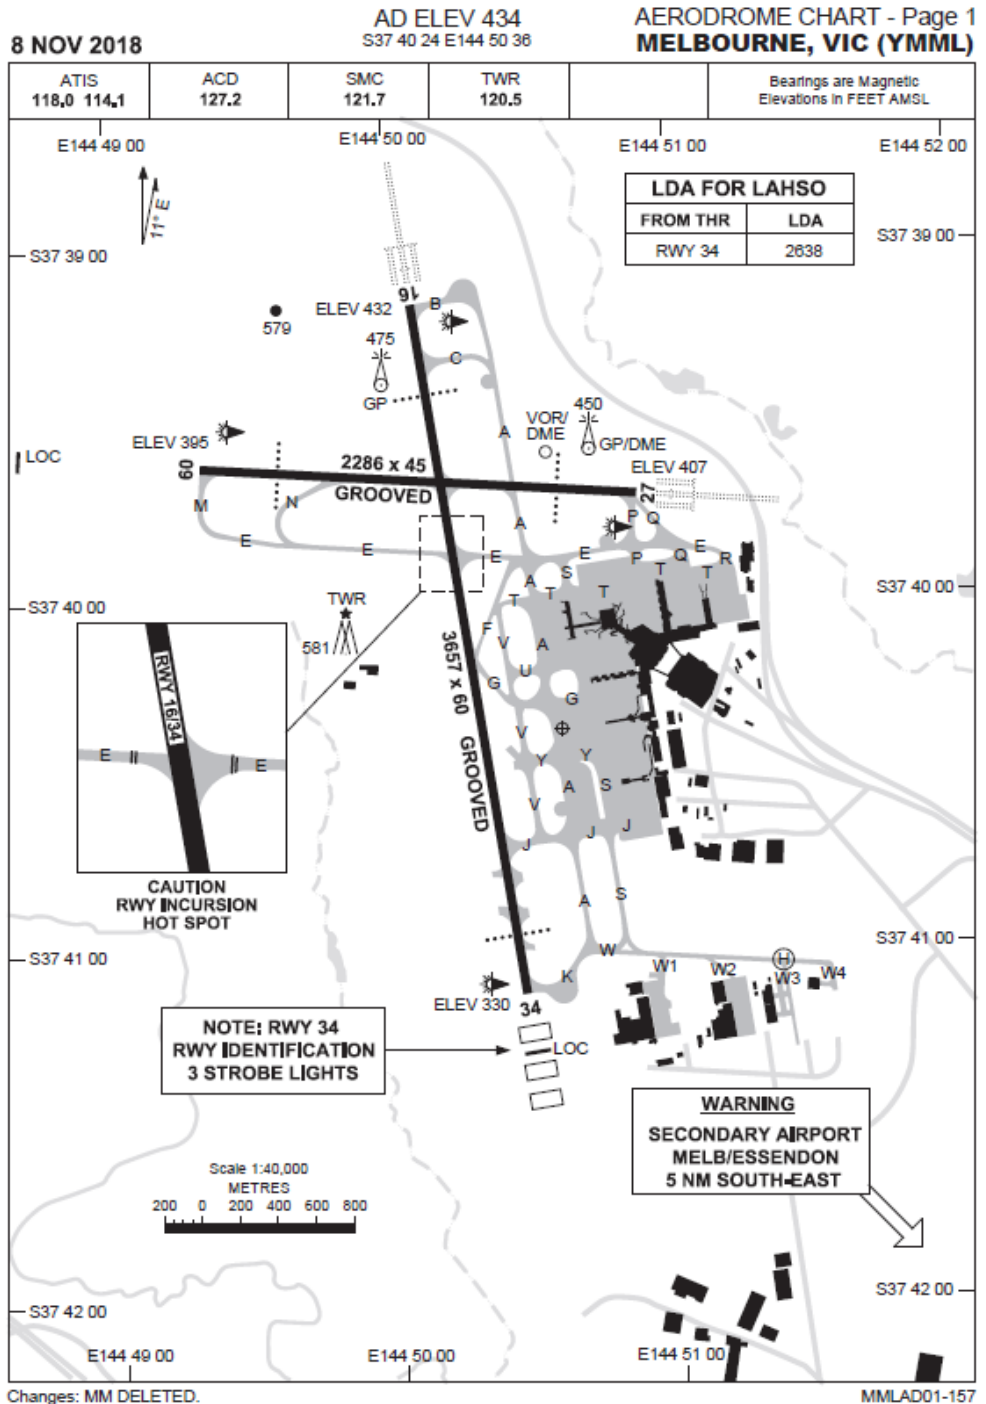 8 NOV 2018
AD ELEV 434
S37 40 24 E144 50 36
AERODROME CHART - Page 1
MELBOURNE, VIC (YMML)
ATIS
118.0 114.1
ACD
127.2
SMC
121.7
TWR
120.5
Bearings are Magnetic
Elevations in FEET AMSL
E144 49 00
E144 50 00
E144 51 00
E144 52 00
11° E
LDA FOR LAHSO
FROM THR LDA
RWY 34 2638
S37 39 00
S37 39 00
16
ELEV 432
B
579
475
C
GP
A
VOR/
DME
450
GP/DME
ELEV 395
LOC
09
2286 x 45
GROOVED
ELEV 407
27
M
N
A
P
Q
E
E
E
E
E
P
Q
R
S
T
T
A
T
T
T
S37 40 00
S37 40 00
TWR
581
F
V
A
U
G
G
3657 x 60 GROOVED
RWY 16/34
E
E
V
Y
Y
A
S
V
J
J
J
CAUTION
RWY INCURSION
HOT SPOT
A
S
S37 41 00
S37 41 00
W
K
W1
W2
H
W3
W4
ELEV 330
34
NOTE: RWY 34
RWY IDENTIFICATION
3 STROBE LIGHTS
LOC
WARNING
SECONDARY AIRPORT
MELB/ESSENDON
5 NM SOUTH-EAST
Scale 1:40,000
METRES
200 0 200 400 600 800
S37 42 00
S37 42 00
E144 49 00
E144 50 00
E144 51 00
Changes: MM DELETED.
MMLAD01-157